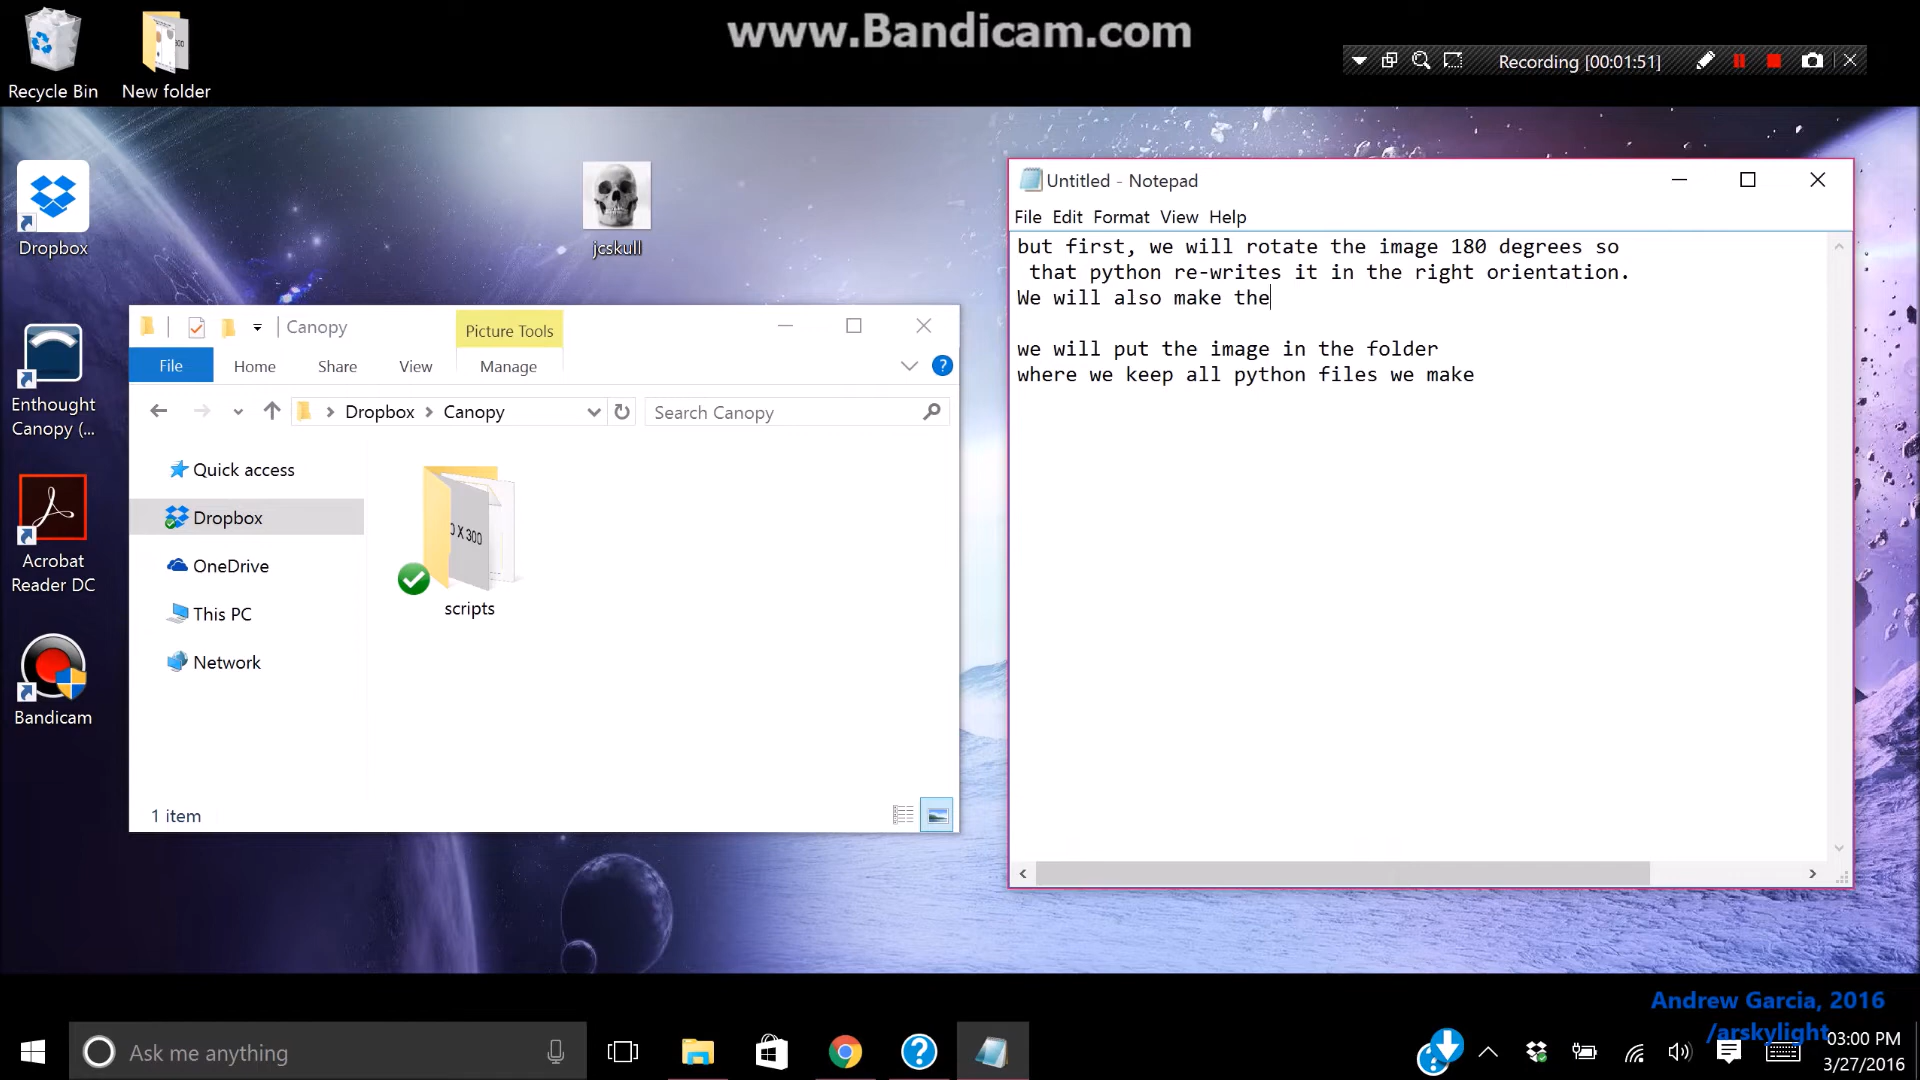 www.Bandicam.com
Recording [00:01:51]
Recycle Bin
New folder
Dropbox
jcskull
Enthought
Canopy (...
Acrobat
Reader DC
Bandicam
Canopy
Picture Tools
File
Home
Share
View
Manage
Dropbox
Canopy
Search Canopy
Quick access
Dropbox
OneDrive
This PC
Network
0 X 300
scripts
1 item
Untitled - Notepad
File Edit Format View Help
but first, we will rotate the image 180 degrees so
that python re-writes it in the right orientation.
We will also make the
we will put the image in the folder
where we keep all python files we make
Andrew Garcia, 2016
/arskylight
Ask me anything
03:00 PM
3/27/2016